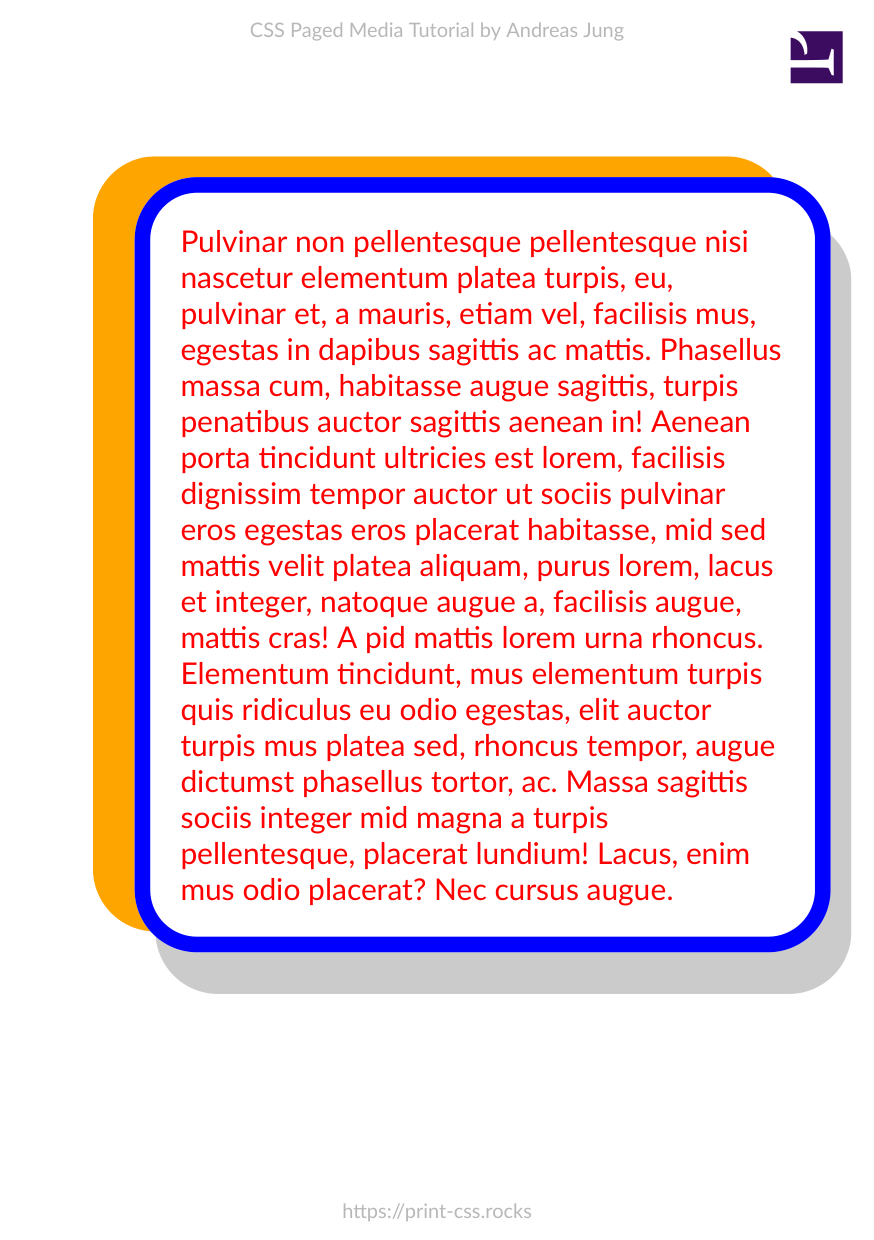 CSS Paged Media Tutorial by Andreas Jung
Pulvinar non pellentesque pellentesque nisi
nascetur elementum platea turpis, eu,
pulvinar et, a mauris, etiam vel, facilisis mus,
egestas in dapibus sagittis ac mattis. Phasellus
massa cum, habitasse augue sagittis, turpis
penatibus auctor sagittis aenean in! Aenean
porta tincidunt ultricies est lorem, facilisis
dignissim tempor auctor ut sociis pulvinar
eros egestas eros placerat habitasse, mid sed
mattis velit platea aliquam, purus lorem, lacus
et integer, natoque augue a, facilisis augue,
mattis cras! A pid mattis lorem urna rhoncus.
Elementum tincidunt, mus elementum turpis
quis ridiculus eu odio egestas, elit auctor
turpis mus platea sed, rhoncus tempor, augue
dictumst phasellus tortor, ac. Massa sagittis
sociis integer mid magna a turpis
pellentesque, placerat lundium! Lacus, enim
mus odio placerat? Nec cursus augue.
https://print-css.rocks